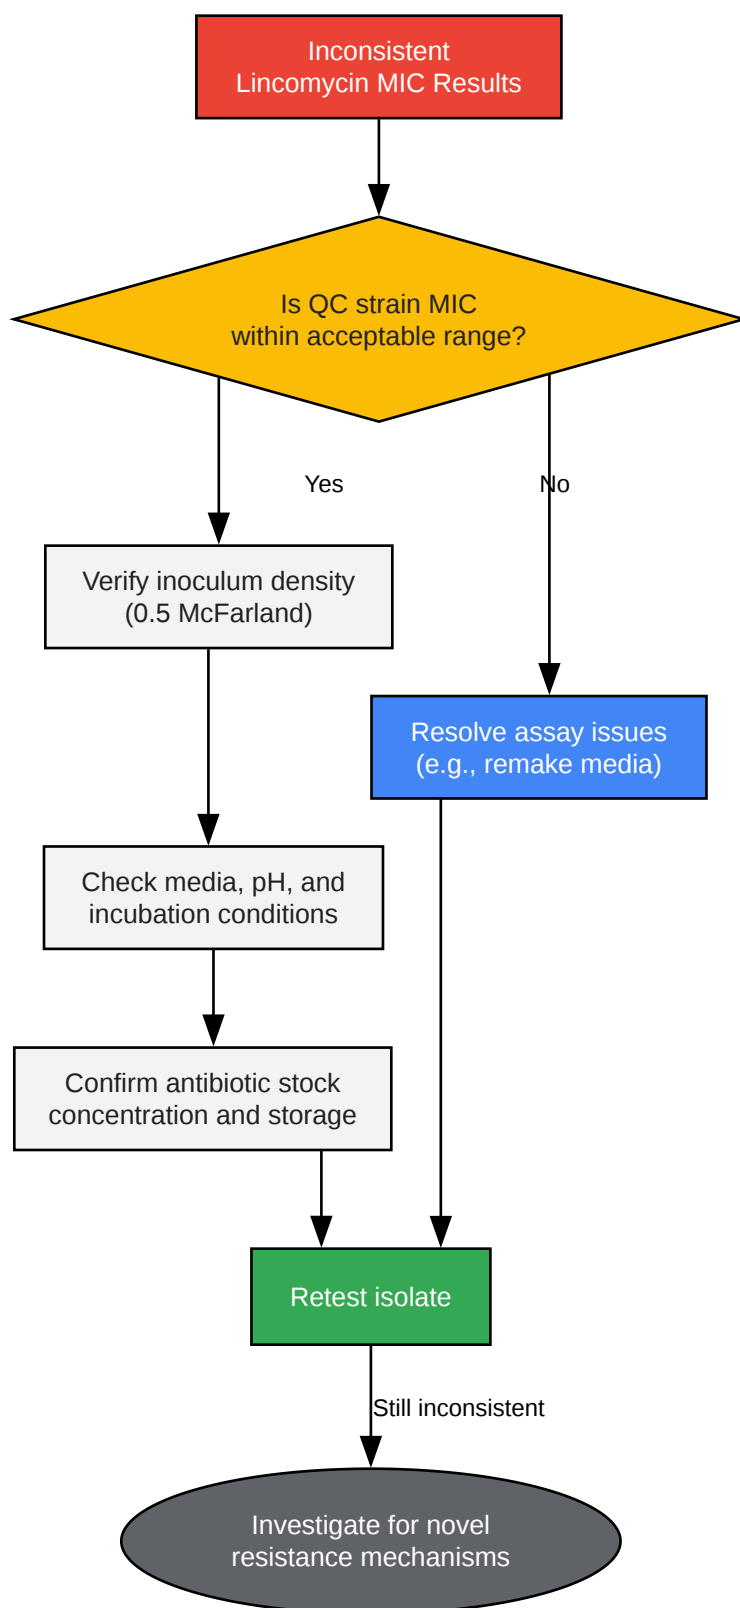 Inconsistent
Lincomycin MIC Results
Is QC strain MIC
within acceptable range?
Yes
No
Verify inoculum density
(0.5 McFarland)
Resolve assay issues
(e.g., remake media)
Check media, pH, and
incubation conditions
Confirm antibiotic stock
concentration and storage
Retest isolate
Still inconsistent
Investigate for novel
resistance mechanisms